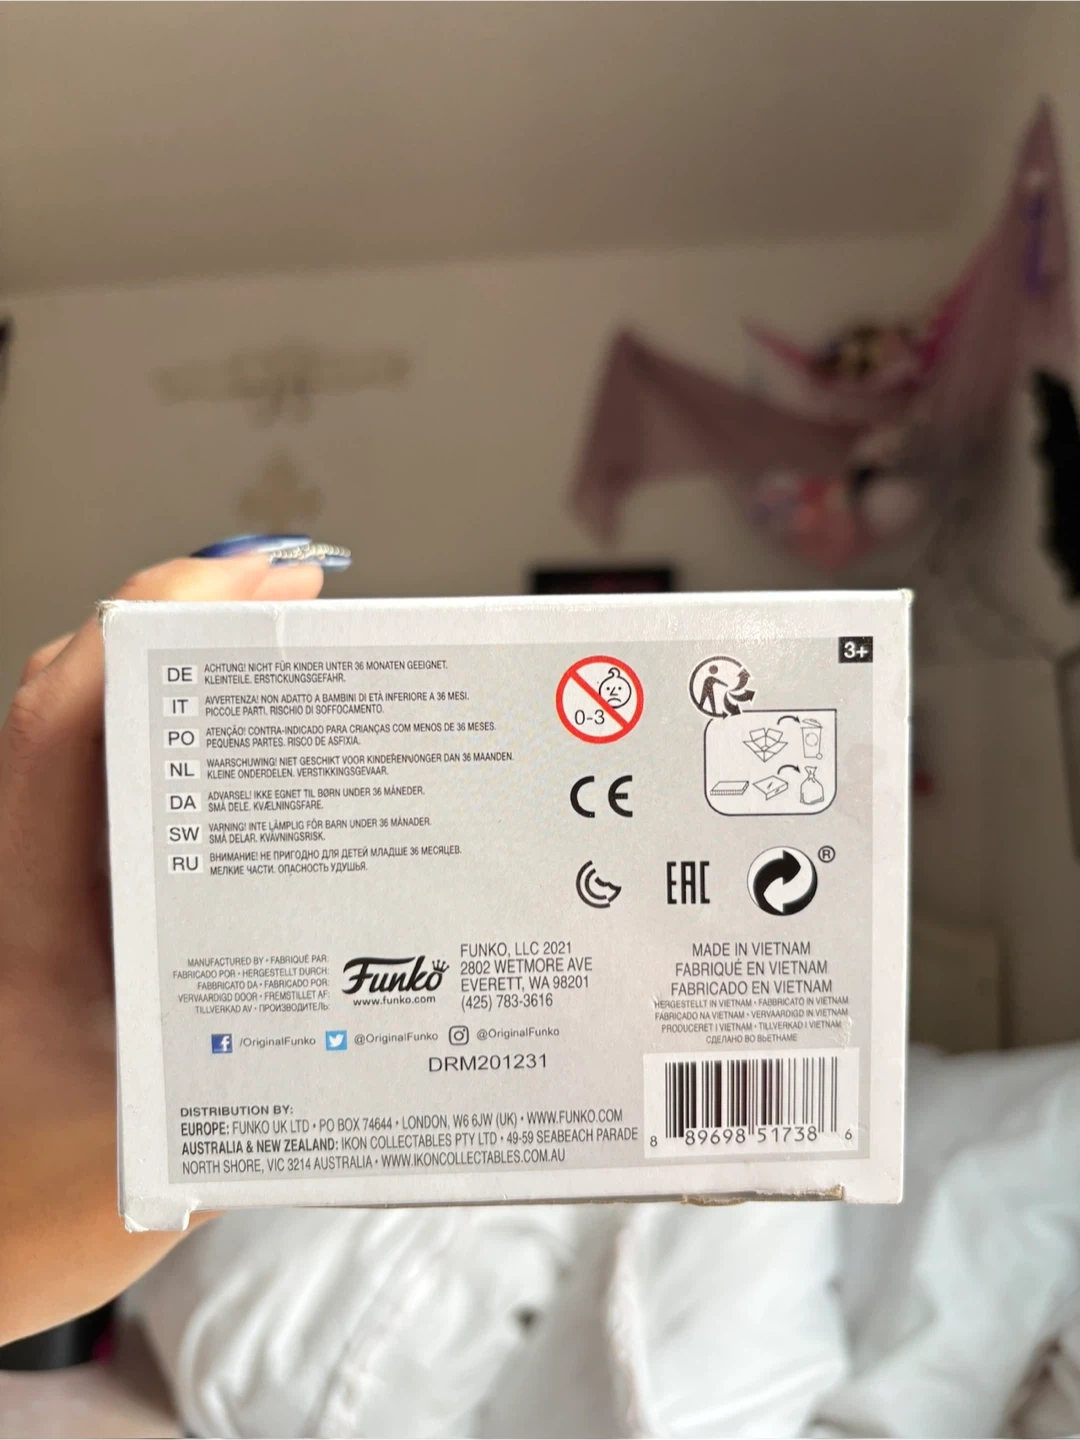 3+
DE ACHTUNG! NICHT FÜR KINDER UNTER 36 MONATEN GEEIGNET.
KLEINTEILE. ERSTICKUNGSGEFAHR.
IT AVVERTENZA! NON ADATTO A BAMBINI DI ETÀ INFERIORE A 36 MESI.
PICCOLE PARTI. RISCHIO DI SOFFOCAMENTO.
PO ATENÇÃO! CONTRA-INDICADO PARA CRIANÇAS COM MENOS DE 36 MESES.
PEQUENAS PARTES. RISCO DE ASFIXIA.
NL WAARSCHUWING! NIET GESCHIKT VOOR KINDEREN JONGER DAN 36 MAANDEN.
KLEINE ONDERDELEN. VERSTIKKINGSGEVAAR.
DA ADVARSEL! IKKE EGNET TIL BØRN UNDER 36 MÅNEDER.
SMÅ DELE. KVÆLNINGSFARE.
SW VARNING! INTE LÄMPLIG FÖR BARN UNDER 36 MÅNADER.
SMÅ DELAR. KVÄVNINGSRISK.
RU ВНИМАНИЕ! НЕ ПРИГОДНО ДЛЯ ДЕТЕЙ МЛАДШЕ 36 МЕСЯЦЕВ.
МЕЛКИЕ ЧАСТИ. ОПАСНОСТЬ УДУШЬЯ.
0-3
CE
EAC
®
MANUFACTURED BY • FABRIQUÉ PAR:
FABRICADO POR • HERGESTELLT DURCH:
FABBRICATO DA • FABRICADO POR:
VERVAARDIGD DOOR • FREMSTILLET AF:
TILLVERKAD AV • ПРОИЗВОДИТЕЛЬ:
Funko
www.funko.com
FUNKO, LLC 2021
2802 WETMORE AVE
EVERETT, WA 98201
(425) 783-3616
MADE IN VIETNAM
FABRIQUÉ EN VIETNAM
FABRICADO EN VIETNAM
HERGESTELLT IN VIETNAM • FABBRICATO IN VIETNAM
FABRICADO NA VIETNAM • VERVAARDIGD IN VIETNAM
PRODUCERET I VIETNAM • TILLVERKAD I VIETNAM
СДЕЛАНО ВО ВЬЕТНАМЕ
/OriginalFunko @OriginalFunko @OriginalFunko
DRM201231
DISTRIBUTION BY:
EUROPE: FUNKO UK LTD • PO BOX 74644 • LONDON, W6 6JW (UK) • WWW.FUNKO.COM
AUSTRALIA & NEW ZEALAND: IKON COLLECTABLES PTY LTD • 49-59 SEABEACH PARADE
NORTH SHORE, VIC 3214 AUSTRALIA • WWW.IKONCOLLECTABLES.COM.AU
8 89698 51738 6